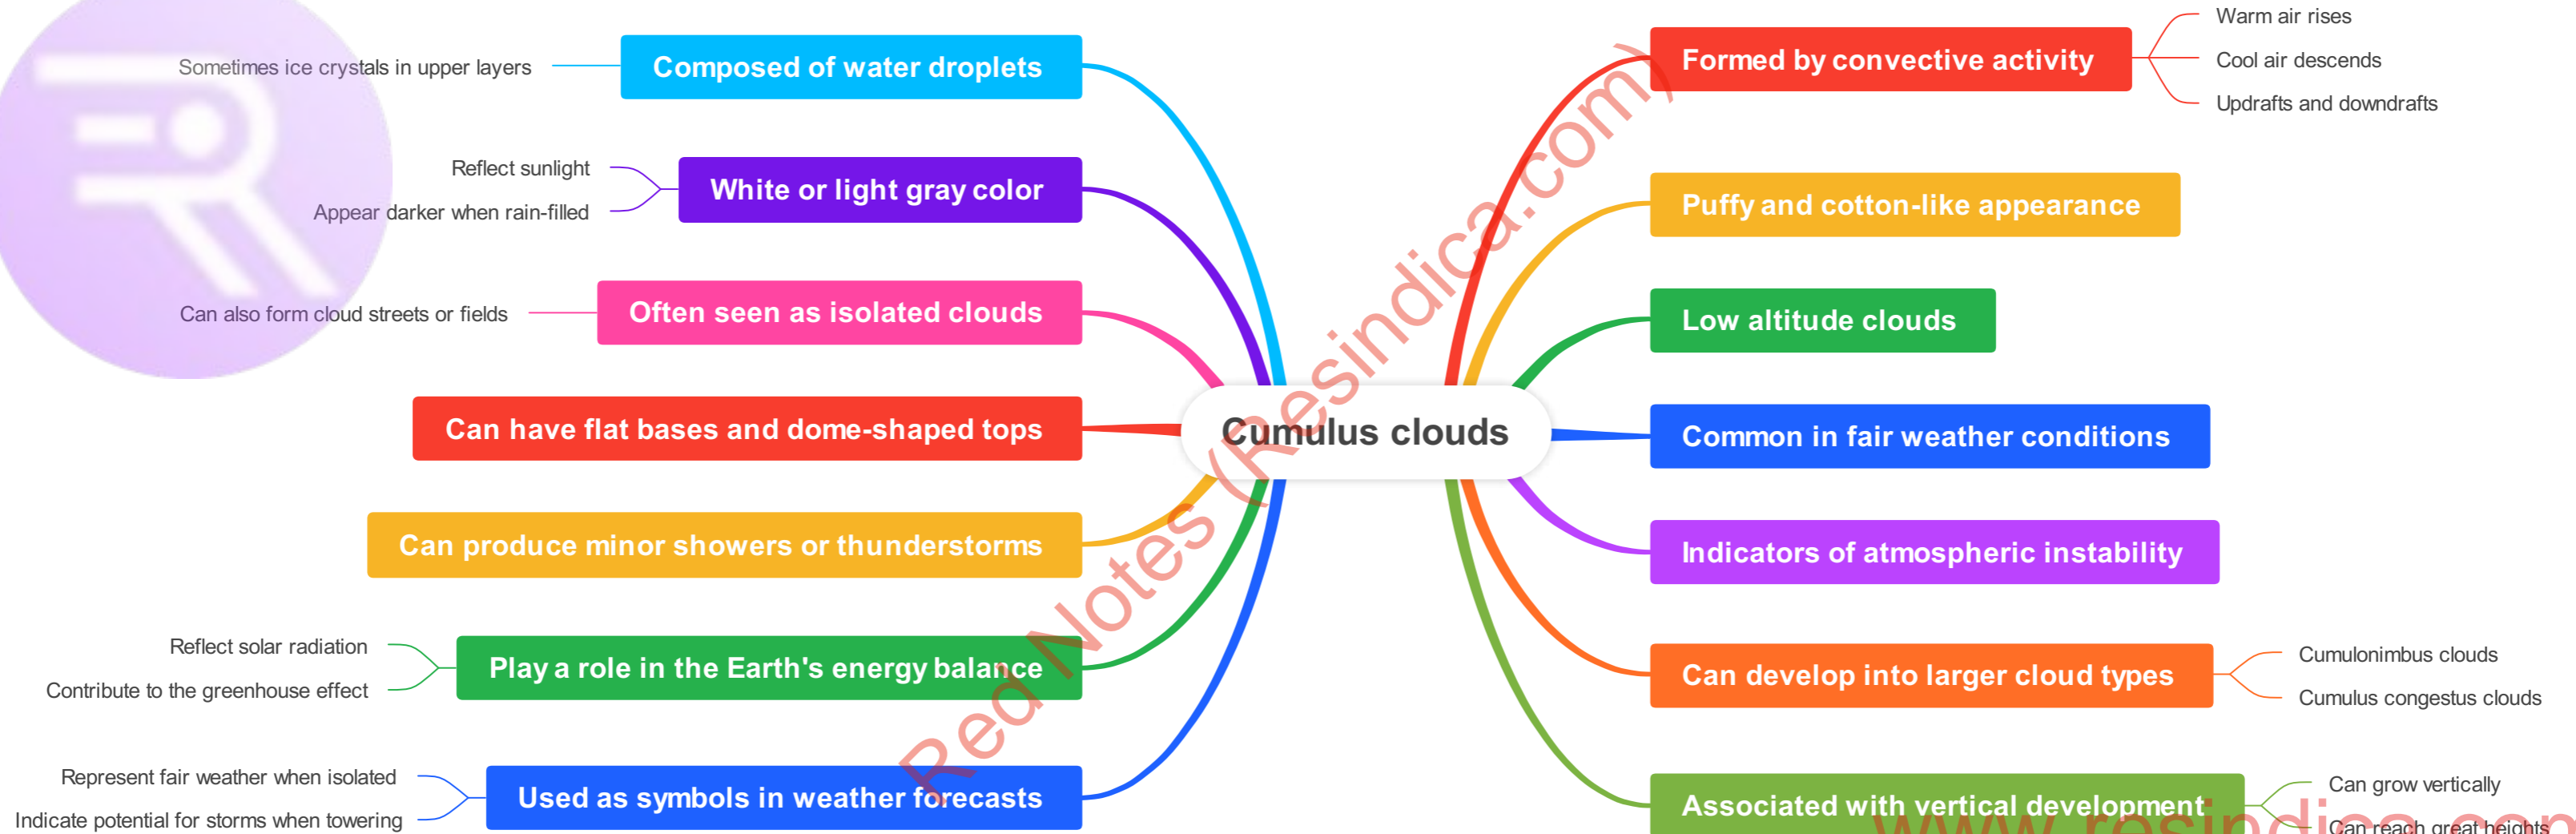 Cumulus clouds
Formed by convective activity
Warm air rises
Cool air descends
Updrafts and downdrafts
Puffy and cotton-like appearance
Low altitude clouds
Common in fair weather conditions
Indicators of atmospheric instability
Can develop into larger cloud types
Cumulonimbus clouds
Cumulus congestus clouds
Associated with vertical development
Can grow vertically
Can reach great heights
Composed of water droplets
Sometimes ice crystals in upper layers
White or light gray color
Reflect sunlight
Appear darker when rain-filled
Often seen as isolated clouds
Can also form cloud streets or fields
Can have flat bases and dome-shaped tops
Can produce minor showers or thunderstorms
Play a role in the Earth's energy balance
Reflect solar radiation
Contribute to the greenhouse effect
Used as symbols in weather forecasts
Represent fair weather when isolated
Indicate potential for storms when towering
Red Notes (Resindica.com)